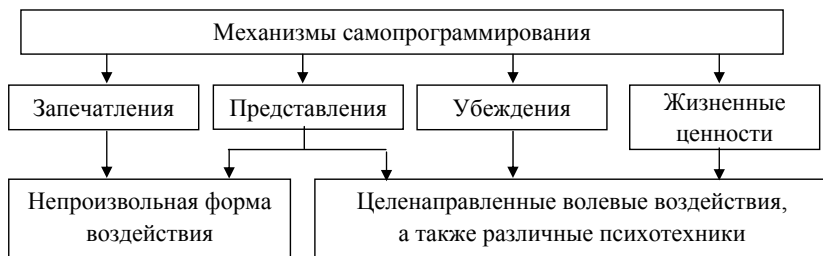 Механизмы самопрограммирования
Запечатления
Представления
Убеждения
Жизненные
ценности
Непроизвольная форма
воздействия
Целенаправленные волевые воздействия,
а также различные психотехники